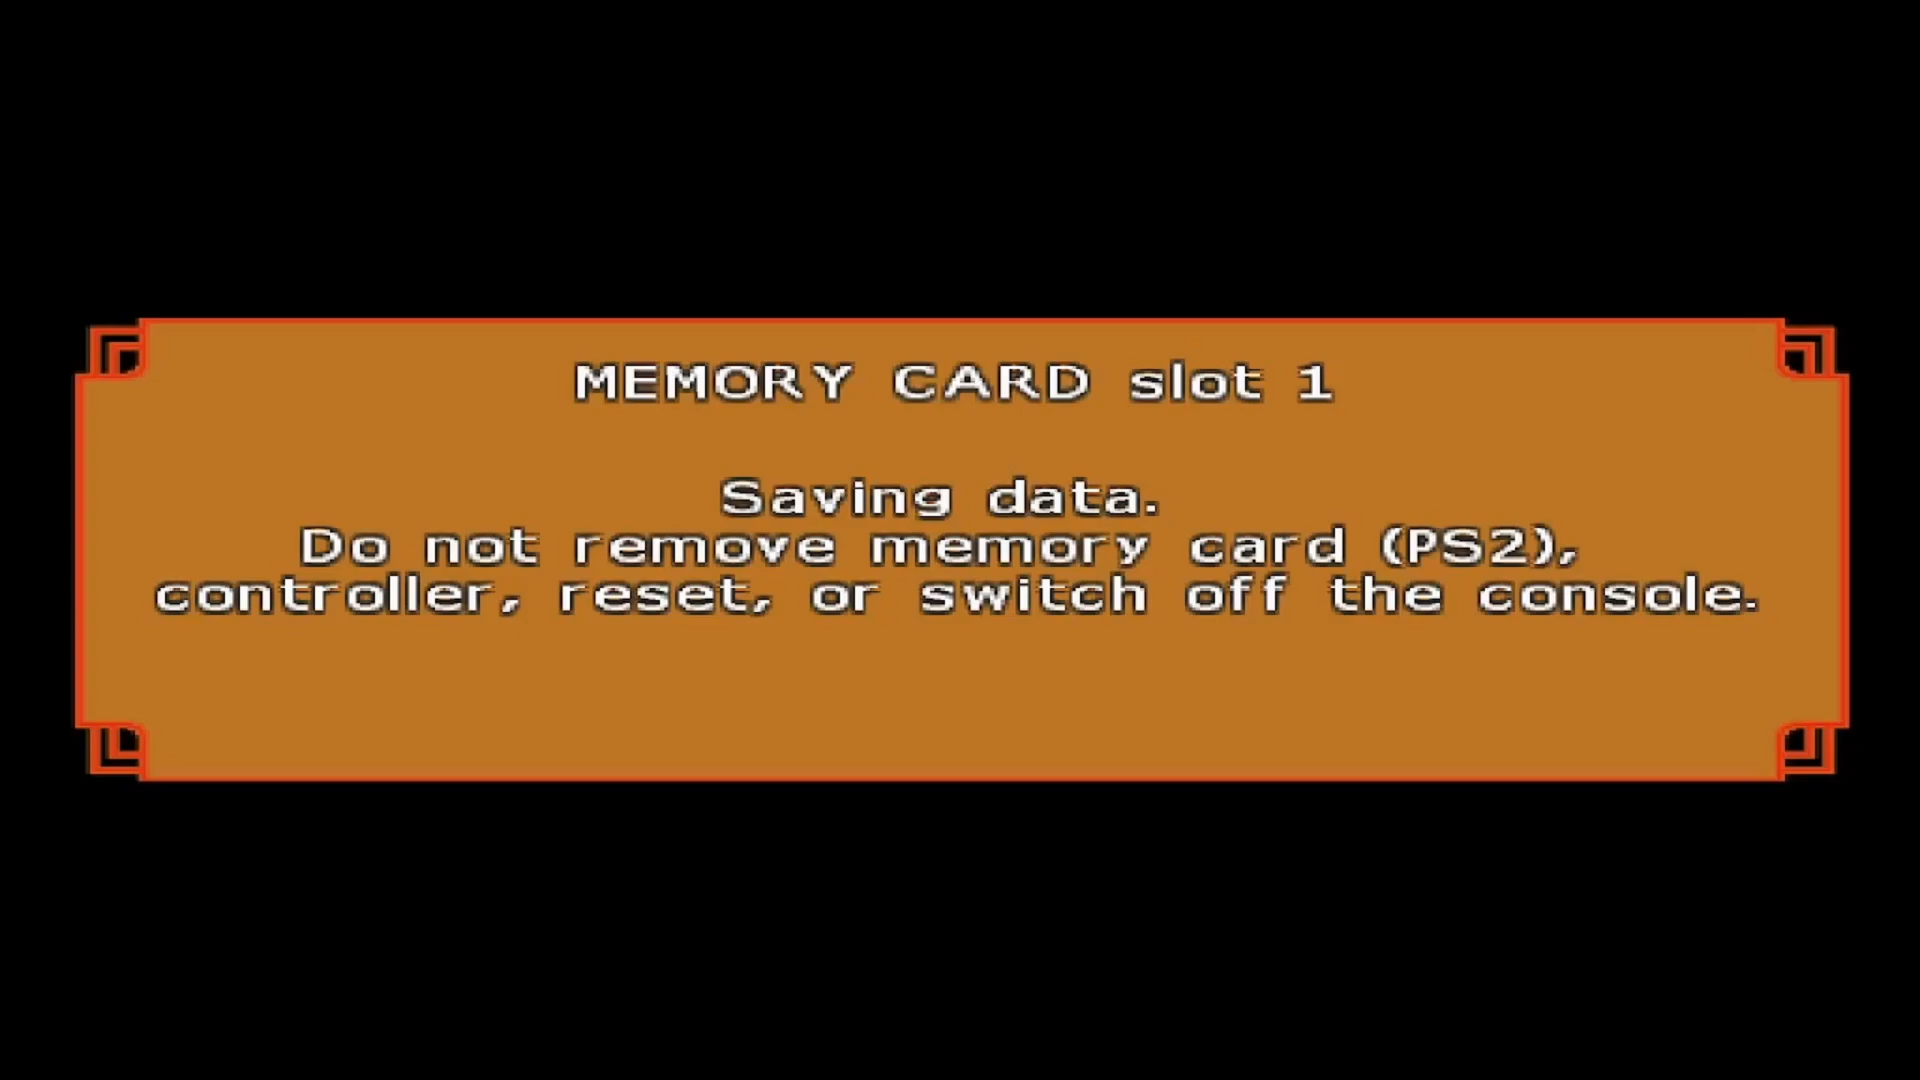 MEMORY CARD slot 1
Saving data.
Do not remove memory card (PS2),
controller, reset, or switch off the console.